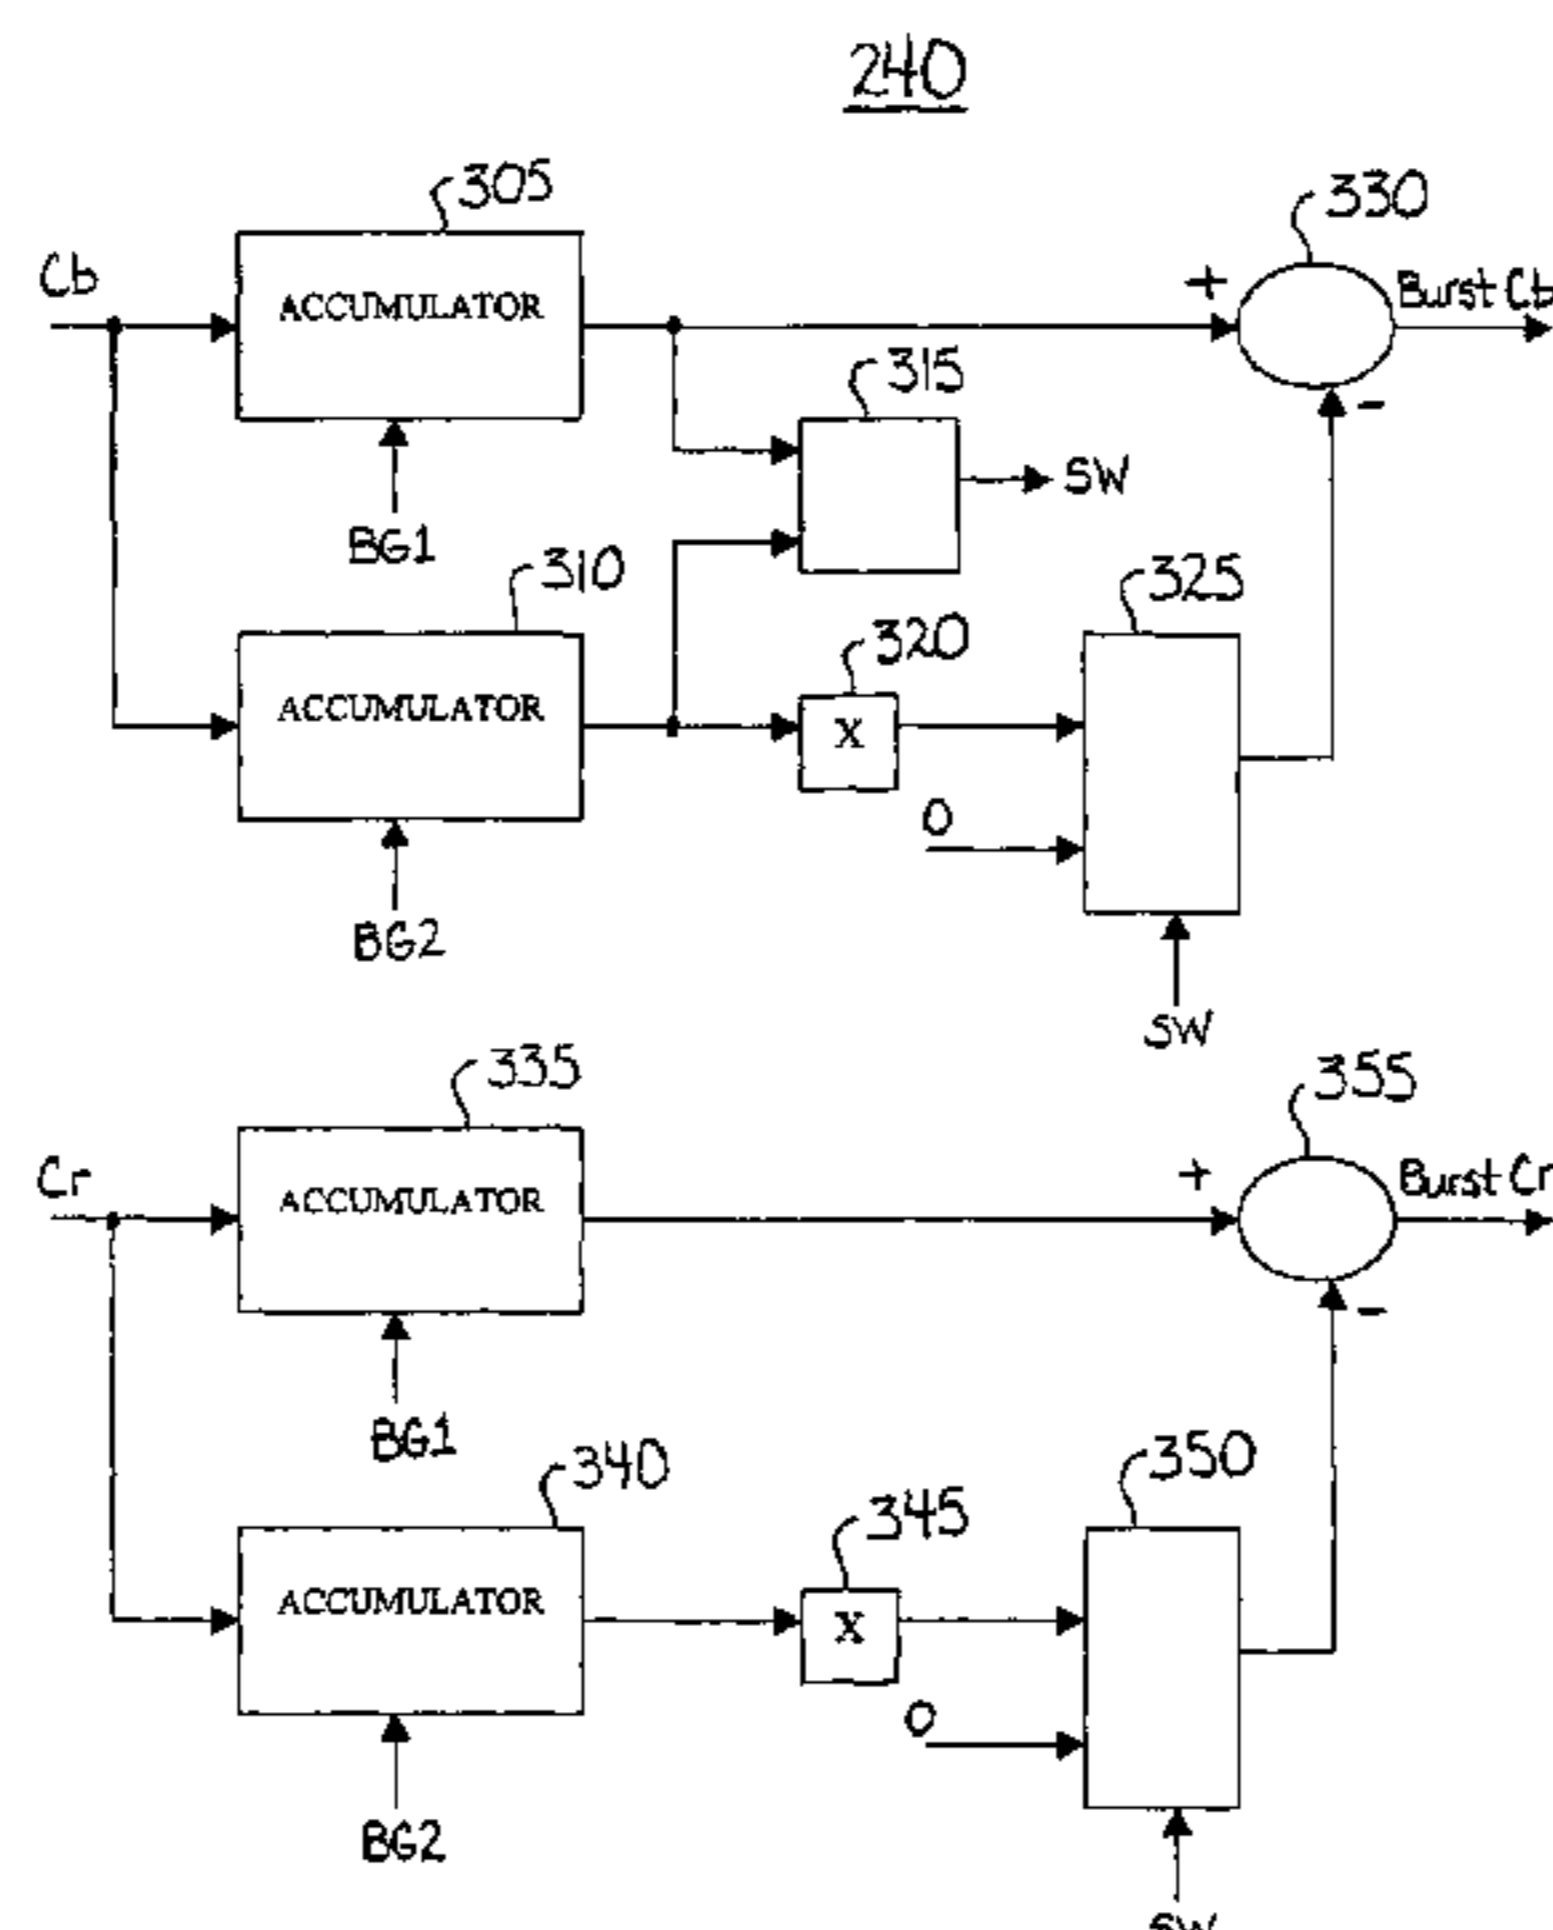 240
305
330
Cb
ACCUMULATOR
+
Burst Cb
315
-
SW
BG1
310
325
320
ACCUMULATOR
X
0
BG2
SW
335
355
Cr
ACCUMULATOR
+
Burst Cr
-
BG1
340
350
345
ACCUMULATOR
X
0
BG2
SW